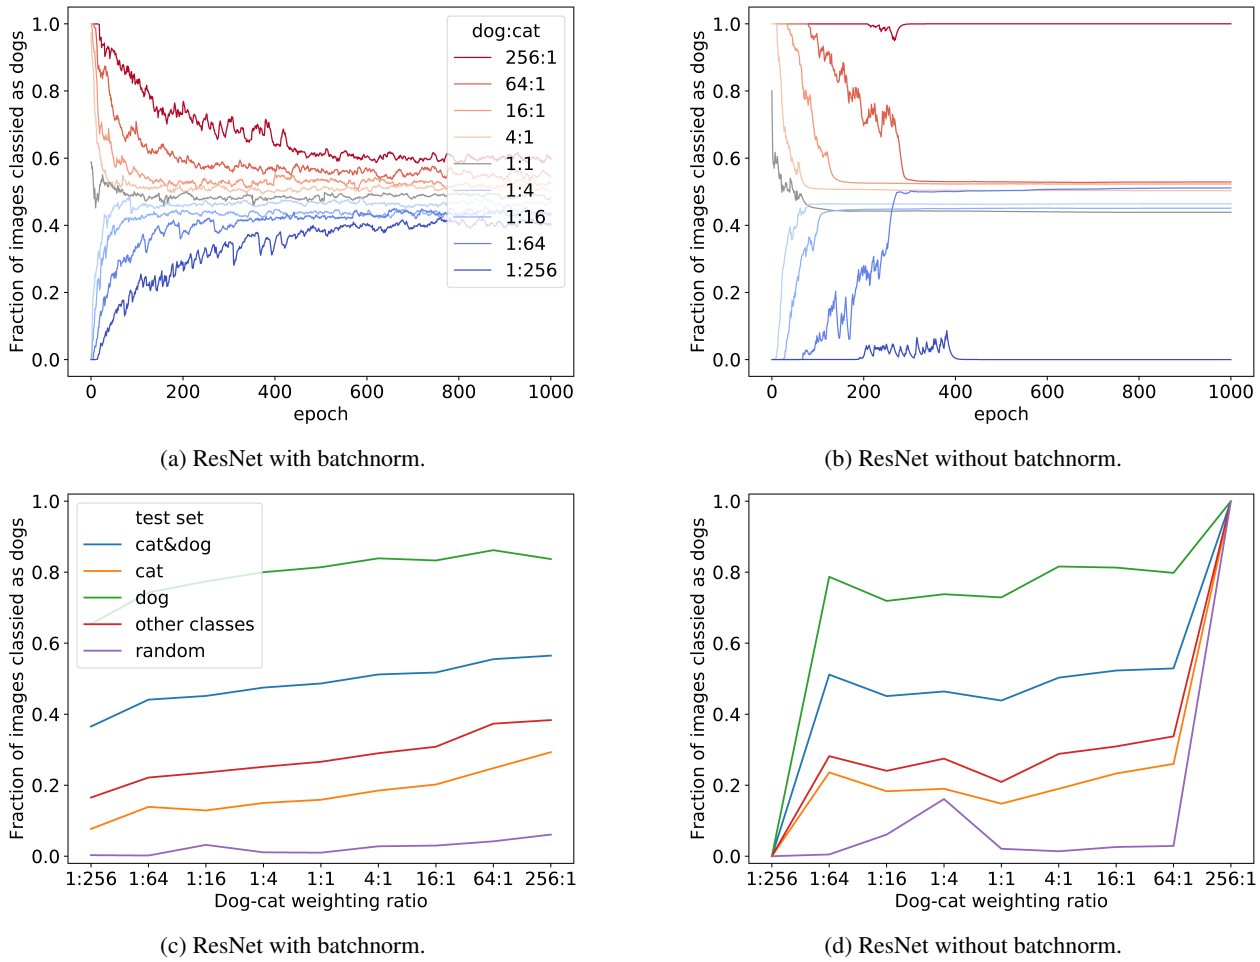 Fraction of images classied as dogs
1.0
0.8
0.6
0.4
0.2
0.0
0 200 400 600 800 1000
epoch
dog:cat
256:1
64:1
16:1
4:1
1:1
1:4
1:16
1:64
1:256
(a) ResNet with batchnorm.
Fraction of images classied as dogs
1.0
0.8
0.6
0.4
0.2
0.0
0 200 400 600 800 1000
epoch
(b) ResNet without batchnorm.
Fraction of images classied as dogs
1.0
0.8
0.6
0.4
0.2
0.0
test set
cat&dog
cat
dog
other classes
random
1:256 1:64 1:16 1:4 1:1 4:1 16:1 64:1 256:1
Dog-cat weighting ratio
(c) ResNet with batchnorm.
Fraction of images classied as dogs
1.0
0.8
0.6
0.4
0.2
0.0
1:256 1:64 1:16 1:4 1:1 4:1 16:1 64:1 256:1
Dog-cat weighting ratio
(d) ResNet without batchnorm.